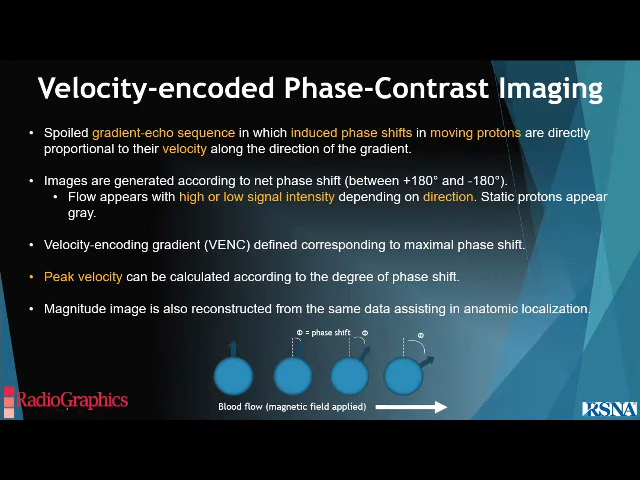 Velocity-encoded Phase-Contrast Imaging
• Spoiled gradient-echo sequence in which induced phase shifts in moving protons are directly
proportional to their velocity along the direction of the gradient.
• Images are generated according to net phase shift (between +180° and -180°).
• Flow appears with high or low signal intensity depending on direction. Static protons appear
gray.
• Velocity-encoding gradient (VENC) defined corresponding to maximal phase shift.
• Peak velocity can be calculated according to the degree of phase shift.
• Magnitude image is also reconstructed from the same data assisting in anatomic localization.
Φ = phase shift
Φ
Φ
Blood flow (magnetic field applied)
RadioGraphics
RSNA